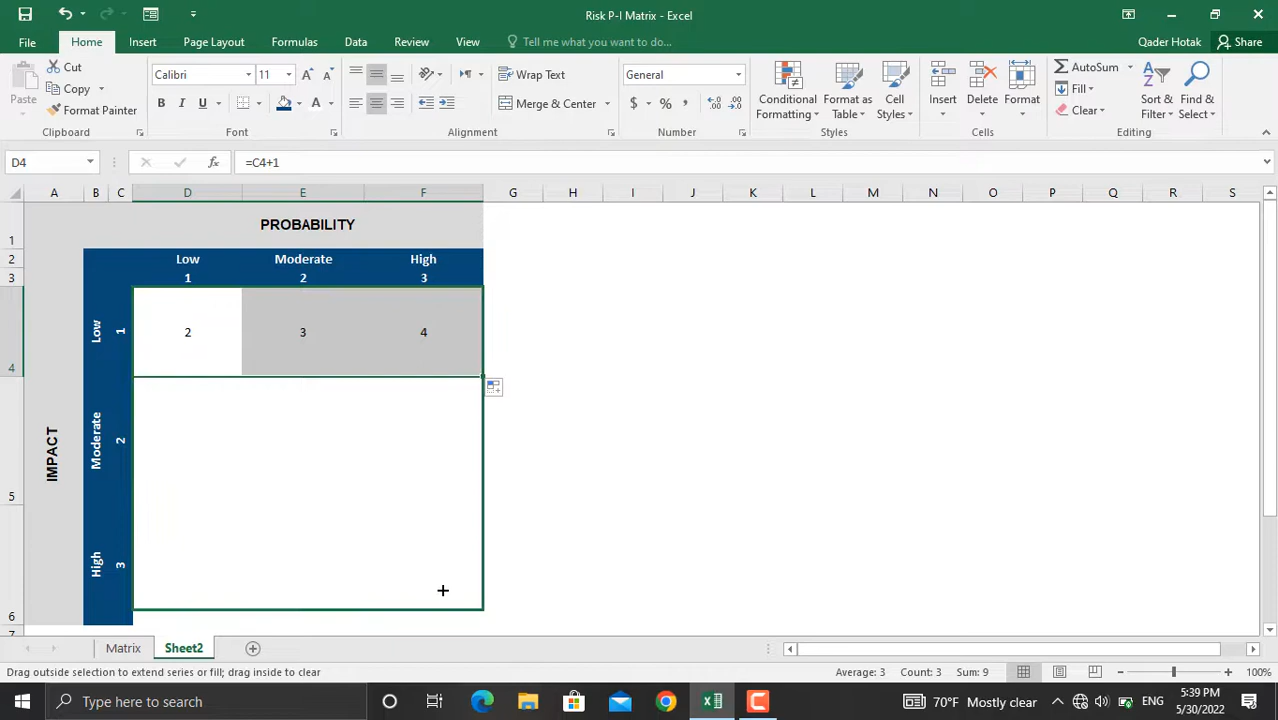 Risk P-I Matrix - Excel
File Home Insert Page Layout Formulas Data Review View Tell me what you want to do... Qader Hotak Share
Paste Cut Copy Format Painter
Clipboard
Calibri 11 A A
B I U A
Font
Wrap Text
Merge & Center
Alignment
General
$ % ,
Number
Conditional Formatting
Format as Table
Cell Styles
Styles
Insert Delete Format
Cells
AutoSum
Fill
Clear
Sort & Filter
Find & Select
Editing
D4 fx =C4+1
A B C D E F G H I J K L M N O P Q R S
1 PROBABILITY
2 Low Moderate High
3 1 2 3
4 Low 1 2 3 4
5 IMPACT Moderate 2
6 High 3
7
Matrix Sheet2
Drag outside selection to extend series or fill; drag inside to clear Average: 3 Count: 3 Sum: 9 100%
Type here to search 70°F Mostly clear ENG 5:39 PM
5/30/2022